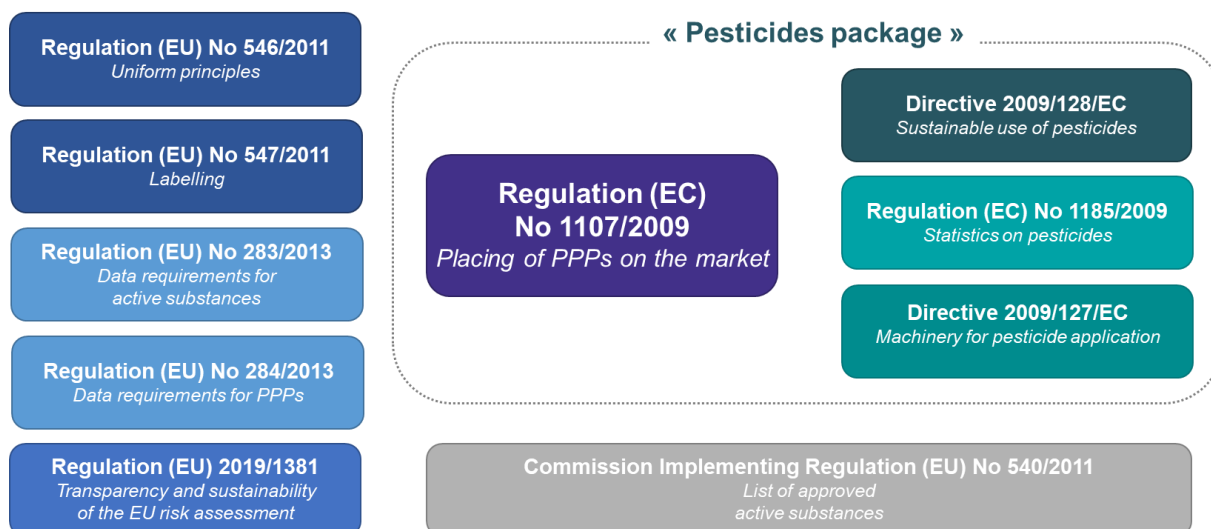 Regulation (EU) No 546/2011
Uniform principles
Regulation (EU) No 547/2011
Labelling
Regulation (EU) No 283/2013
Data requirements for
active substances
Regulation (EU) No 284/2013
Data requirements for PPPs
Regulation (EU) 2019/1381
Transparency and sustainability
of the EU risk assessment
« Pesticides package »
Regulation (EC)
No 1107/2009
Placing of PPPs on the market
Directive 2009/128/EC
Sustainable use of pesticides
Regulation (EC) No 1185/2009
Statistics on pesticides
Directive 2009/127/EC
Machinery for pesticide application
Commission Implementing Regulation (EU) No 540/2011
List of approved
active substances